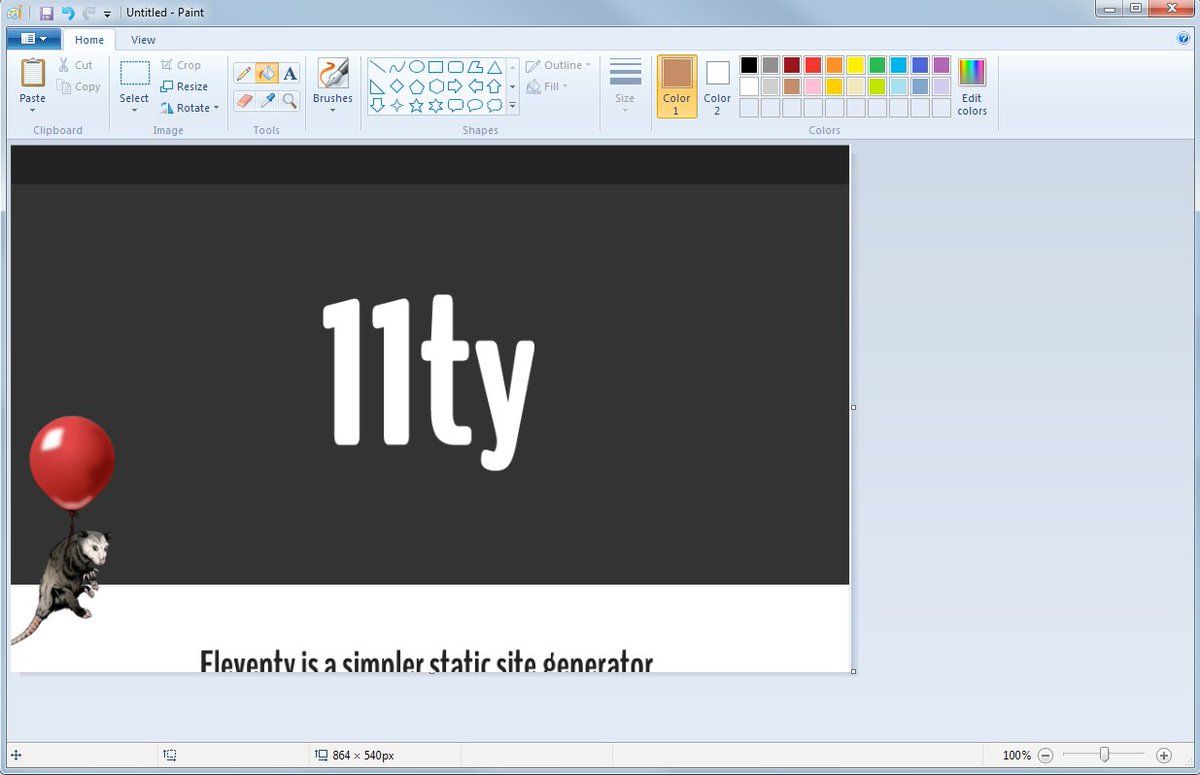 Untitled - Paint
Home View
Paste
Cut
Copy
Clipboard
Select
Crop
Resize
Rotate
Image
A
Tools
Brushes
Outline
Fill
Shapes
Size
Color
1
Color
2
Edit
colors
Colors
11ty
Eleventy is a simpler static site generator
864 × 540px
100%